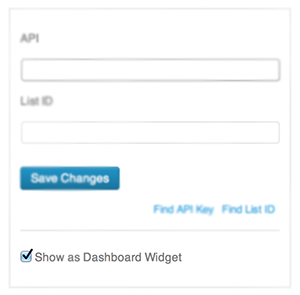 API
List ID
Save Changes
Find API Key Find List ID
Show as Dashboard Widget